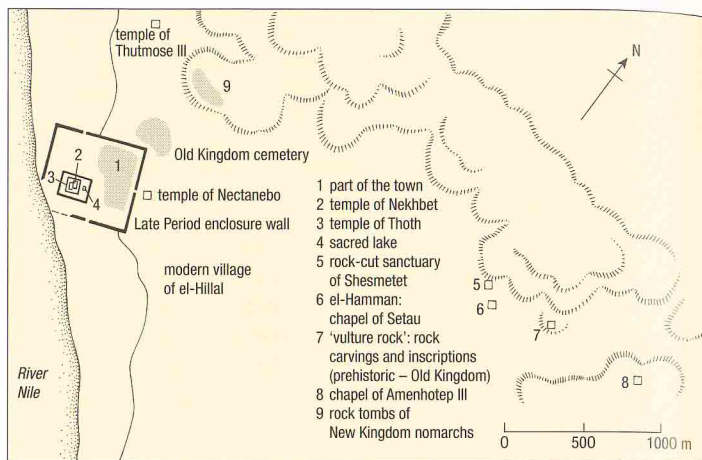 temple of
Thutmose III
N
9
Old Kingdom cemetery
2
1
3
4
temple of Nectanebo
Late Period enclosure wall
modern village
of el-Hillal
River
Nile
1 part of the town
2 temple of Nekhbet
3 temple of Thoth
4 sacred lake
5 rock-cut sanctuary
of Shesmetet
6 el-Hamman:
chapel of Setau
7 'vulture rock': rock
carvings and inscriptions
(prehistoric – Old Kingdom)
8 chapel of Amenhotep III
9 rock tombs of
New Kingdom nomarchs
5
6
7
8
0 500 1000 m